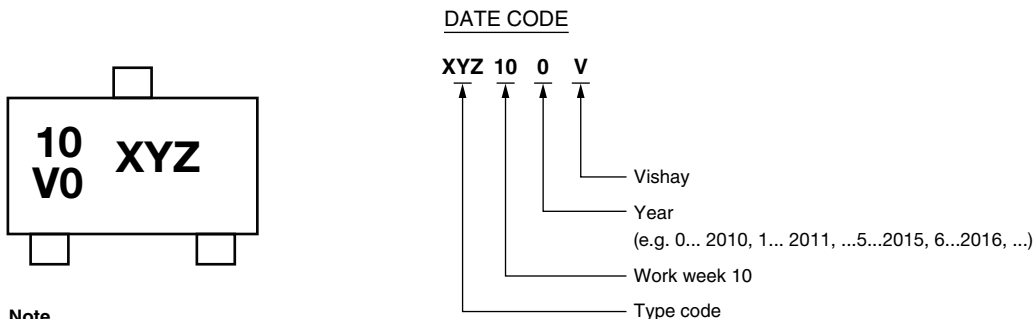 DATE CODE
XYZ 10 0 V
10
V0
XYZ
Vishay
Year
(e.g. 0... 2010, 1... 2011, ...5...2015, 6...2016, ...)
Work week 10
Type code
Note